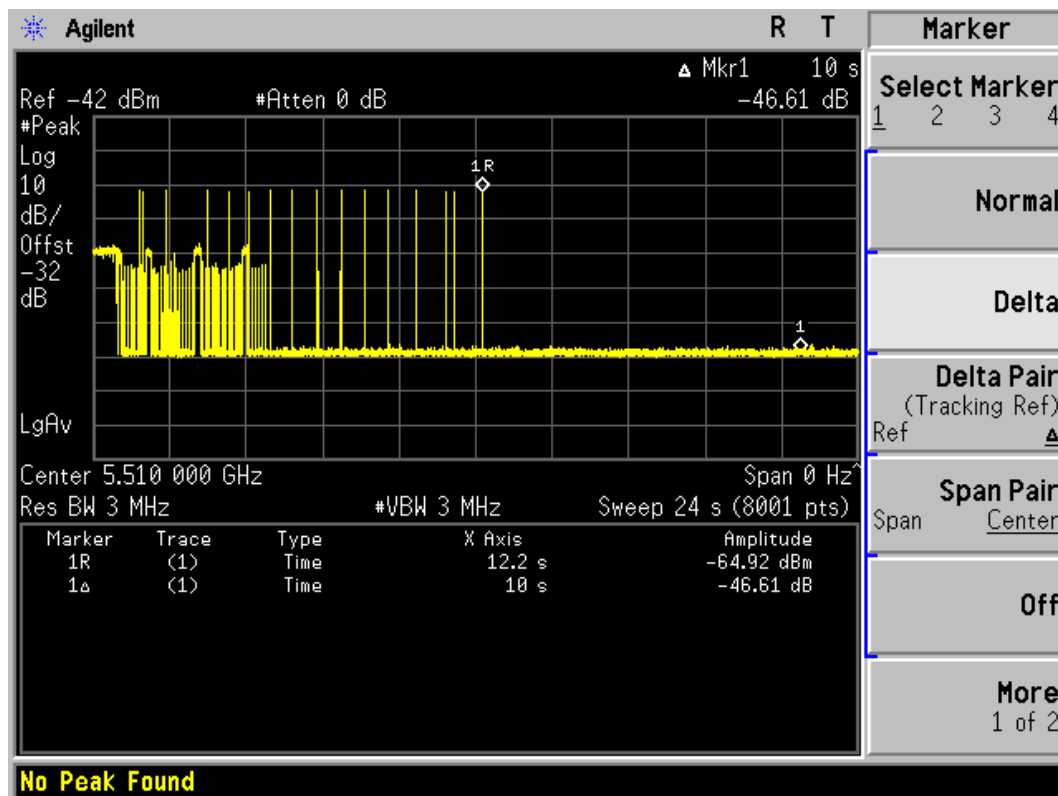 Agilent
R T
△ Mkr1 10 s
Ref −42 dBm #Atten 0 dB −46.61 dB
#Peak
Log
10
dB/
Offst
−32
dB
1R
1
LgAv
Center 5.510 000 GHz Span 0 Hz^
Res BW 3 MHz #VBW 3 MHz Sweep 24 s (8001 pts)
Marker Trace Type X Axis Amplitude
1R (1) Time 12.2 s −64.92 dBm
1△ (1) Time 10 s −46.61 dB
No Peak Found
Marker
Select Marker
1 2 3 4
Normal
Delta
Delta Pair
(Tracking Ref)
Ref △
Span Pair
Span Center
Off
More
1 of 2